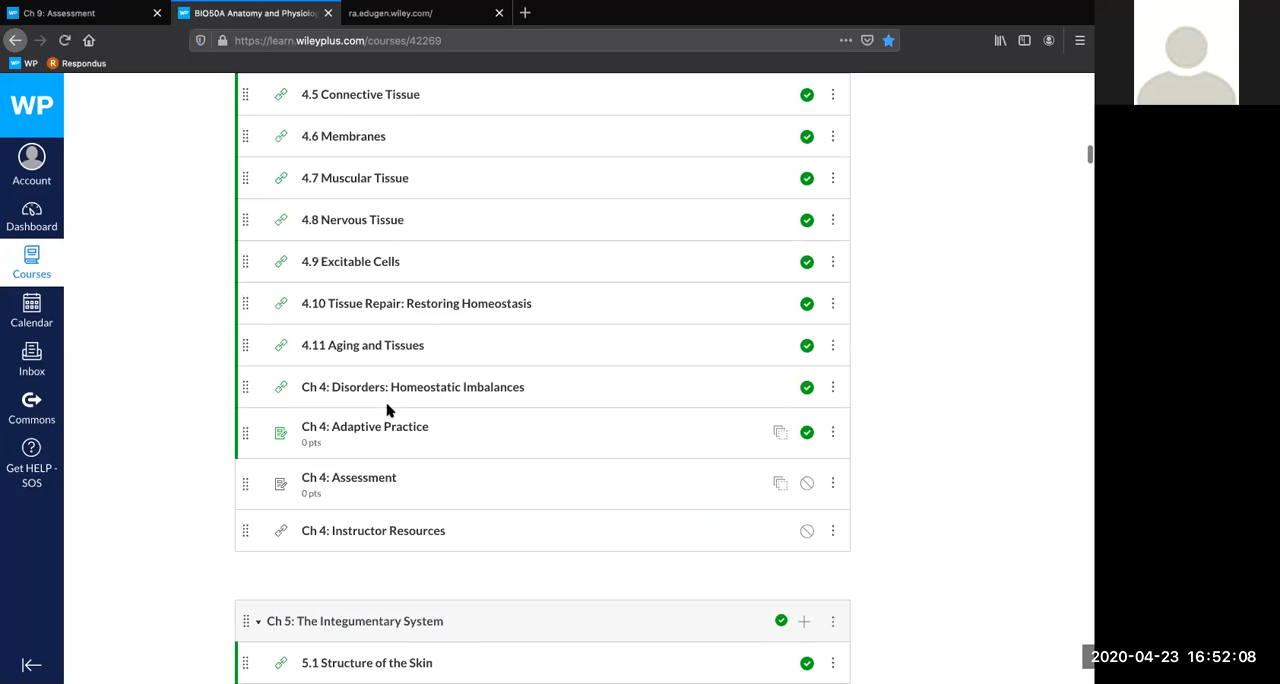 WP Ch 9: Assessment
WP BIO50A Anatomy and Physiolog
ra.edugen.wiley.com/
https://learn.wileyplus.com/courses/42269
WP WP
R Respondus
WP
Account
Dashboard
Courses
Calendar
Inbox
Commons
Get HELP -
SOS
4.5 Connective Tissue
4.6 Membranes
4.7 Muscular Tissue
4.8 Nervous Tissue
4.9 Excitable Cells
4.10 Tissue Repair: Restoring Homeostasis
4.11 Aging and Tissues
Ch 4: Disorders: Homeostatic Imbalances
Ch 4: Adaptive Practice
0 pts
Ch 4: Assessment
0 pts
Ch 4: Instructor Resources
Ch 5: The Integumentary System
5.1 Structure of the Skin
2020-04-23 16:52:08